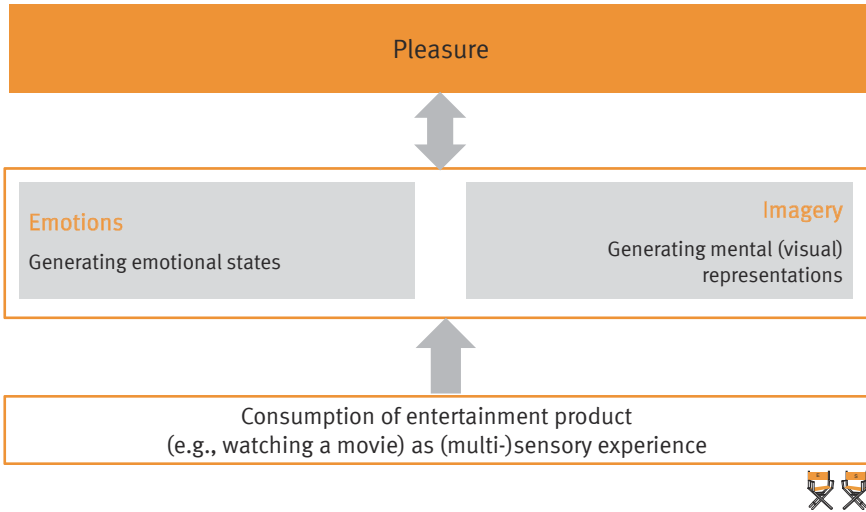 Pleasure
Emotions
Generating emotional states
Imagery
Generating mental (visual)
representations
Consumption of entertainment product
(e.g., watching a movie) as (multi-)sensory experience